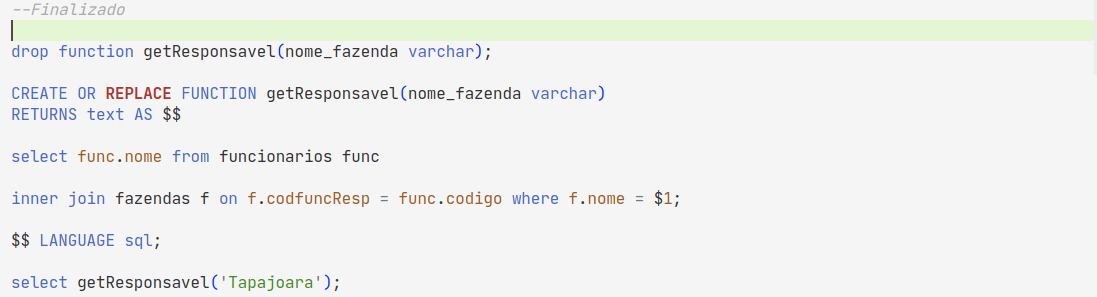 --Finalizado
drop function getResponsavel(nome_fazenda varchar);
CREATE OR REPLACE FUNCTION getResponsavel(nome_fazenda varchar)
RETURNS text AS $$
select func.nome from funcionarios func
inner join fazendas f on f.codfuncResp = func.codigo where f.nome = $1;
$$ LANGUAGE sql;
select getResponsavel('Tapajoara');